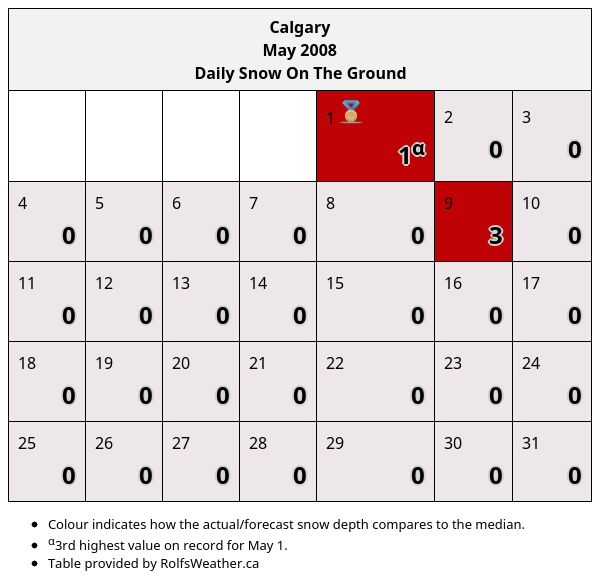 Calgary
May 2008
Daily Snow On The Ground
1 2 3
1α 0 0
4 5 6 7 8 9 10
0 0 0 0 0 3 0
11 12 13 14 15 16 17
0 0 0 0 0 0 0
18 19 20 21 22 23 24
0 0 0 0 0 0 0
25 26 27 28 29 30 31
0 0 0 0 0 0 0
Colour indicates how the actual/forecast snow depth compares to the median.
α3rd highest value on record for May 1.
Table provided by RolfsWeather.ca